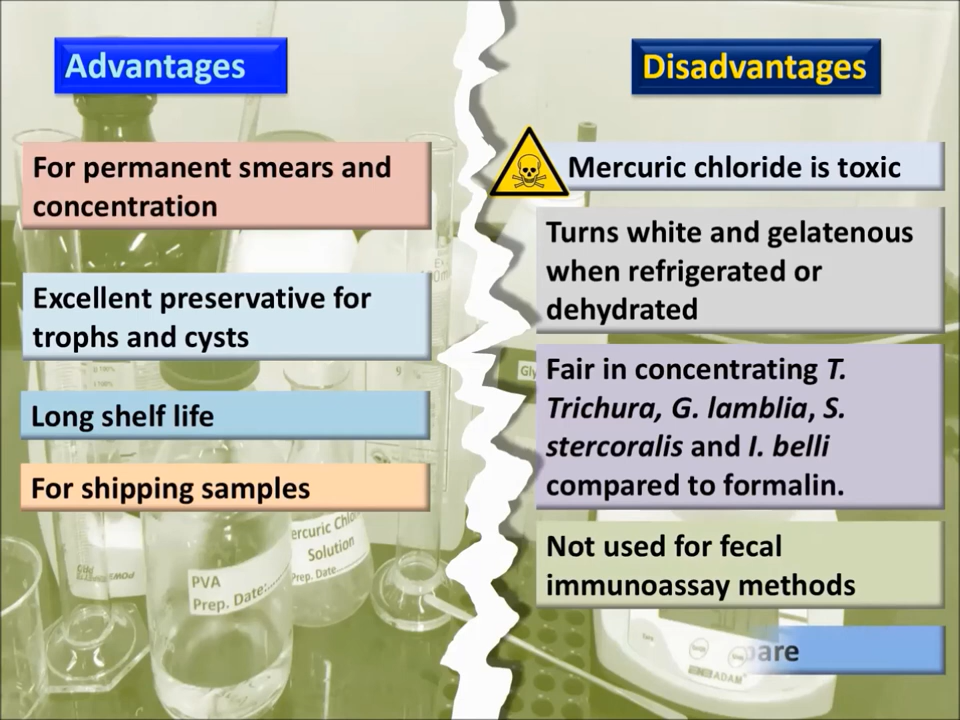 Advantages
For permanent smears and
concentration
Excellent preservative for
trophs and cysts
Long shelf life
For shipping samples
Disadvantages
Mercuric chloride is toxic
Turns white and gelatenous
when refrigerated or
dehydrated
Fair in concentrating T.
Trichura, G. lamblia, S.
stercoralis and I. belli
compared to formalin.
Not used for fecal
immunoassay methods
PVA
Prep. Date:......
Solution
Prep. Date......
ADAM